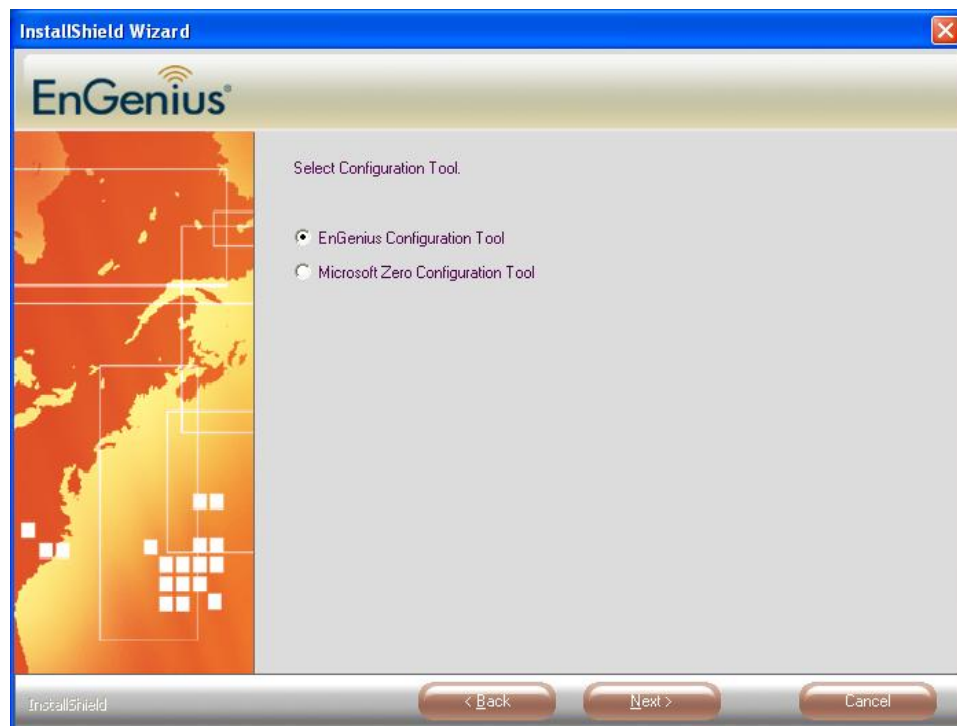 InstallShield Wizard
EnGenius®
Select Configuration Tool.
EnGenius Configuration Tool
Microsoft Zero Configuration Tool
InstallShield
< Back
Next >
Cancel